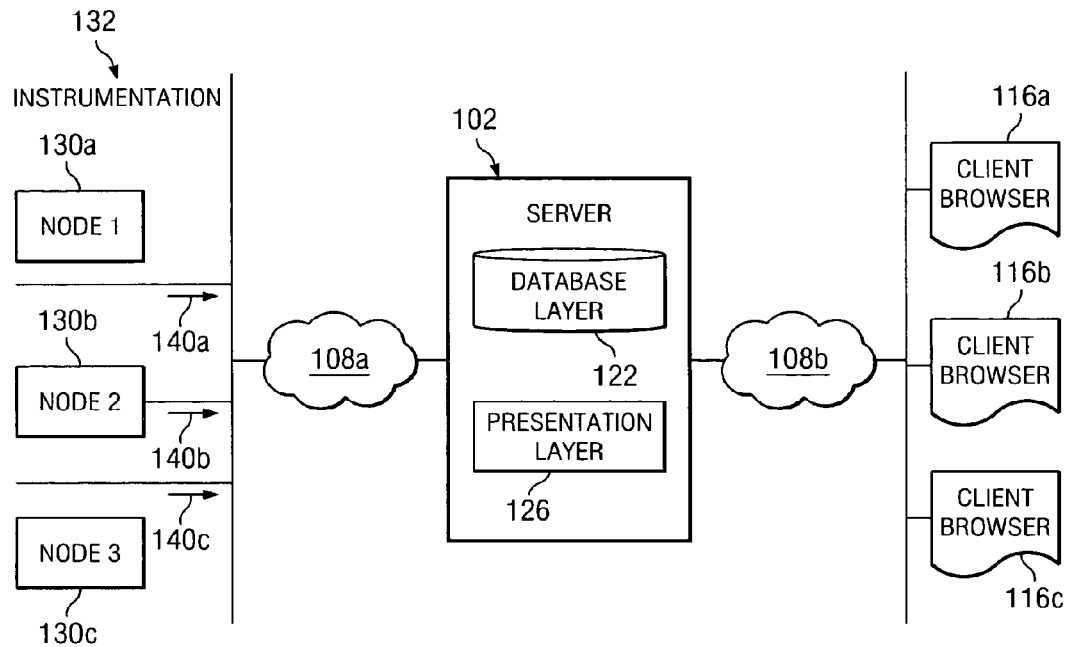 132
INSTRUMENTATION
130a
NODE 1
140a
130b
NODE 2
140b
140c
NODE 3
130c
108a
102
SERVER
DATABASE
LAYER
122
PRESENTATION
LAYER
126
108b
116a
CLIENT
BROWSER
116b
CLIENT
BROWSER
CLIENT
BROWSER
116c